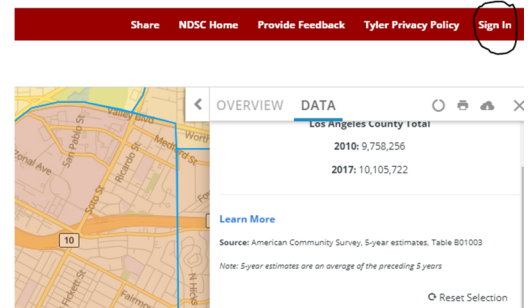 Share NDSC Home Provide Feedback Tyler Privacy Policy Sign In
OVERVIEW DATA
Los Angeles County Total
2010: 9,758,256
2017: 10,105,722
Learn More
Source: American Community Survey, 5-year estimates, Table B01003
Note: 5-year estimates are an average of the preceding 5 years
Reset Selection
Valley Blvd
Worth
Medford St
San Pablo St
Ricardo St
Zonal Ave
Soto St
10
N Hicks
Fickett St
Fairmo